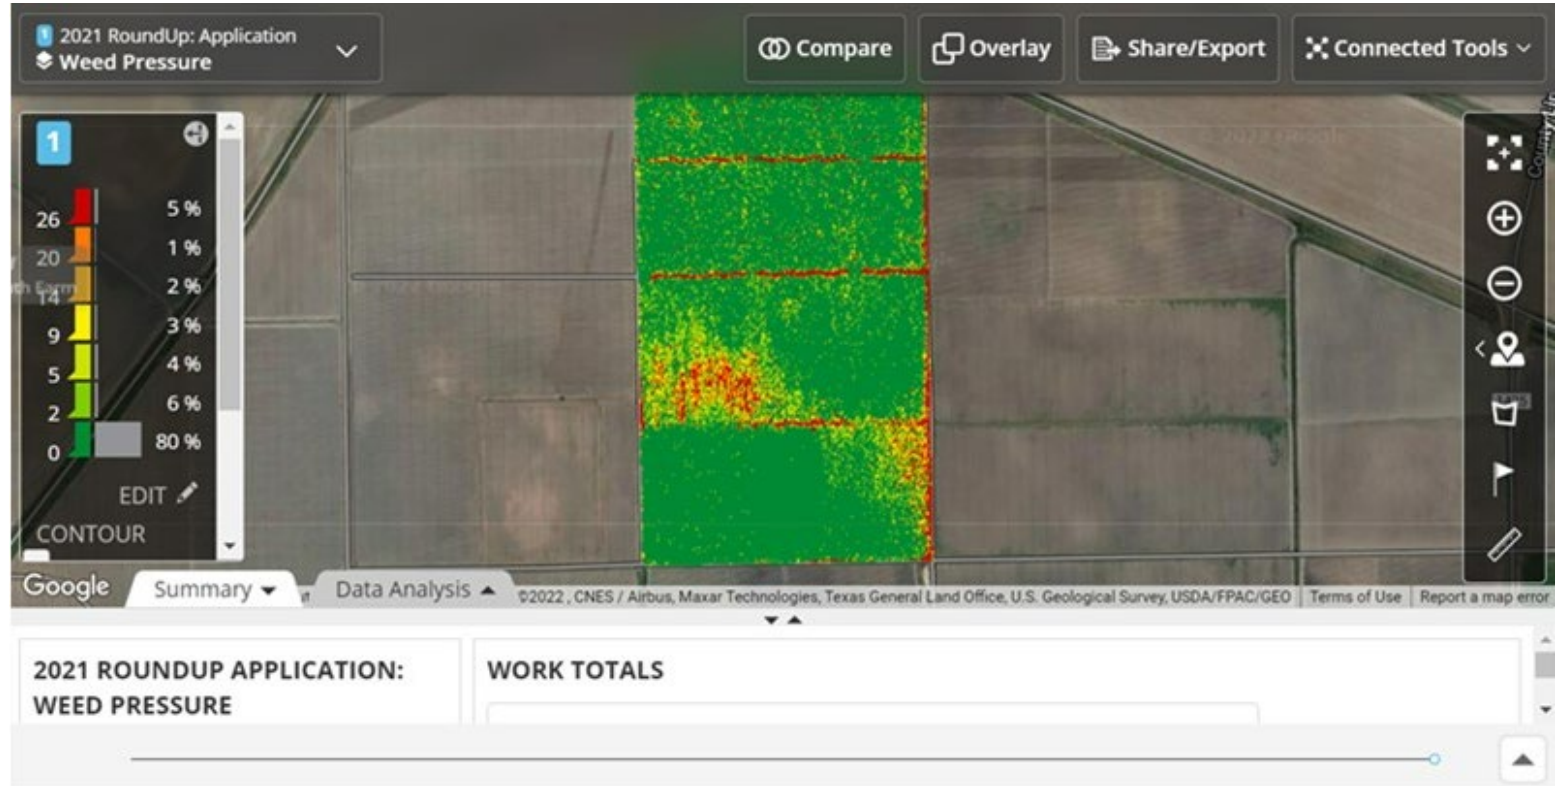 1 2021 RoundUp: Application
Weed Pressure
Compare
Overlay
Share/Export
Connected Tools
1
26 5 %
20 1 %
14 2 %
9 3 %
5 4 %
2 6 %
0 80 %
EDIT
CONTOUR
Google
Summary
Data Analysis
©2022 , CNES / Airbus, Maxar Technologies, Texas General Land Office, U.S. Geological Survey, USDA/FPAC/GEO
Terms of Use
Report a map error
2021 ROUNDUP APPLICATION:
WEED PRESSURE
WORK TOTALS